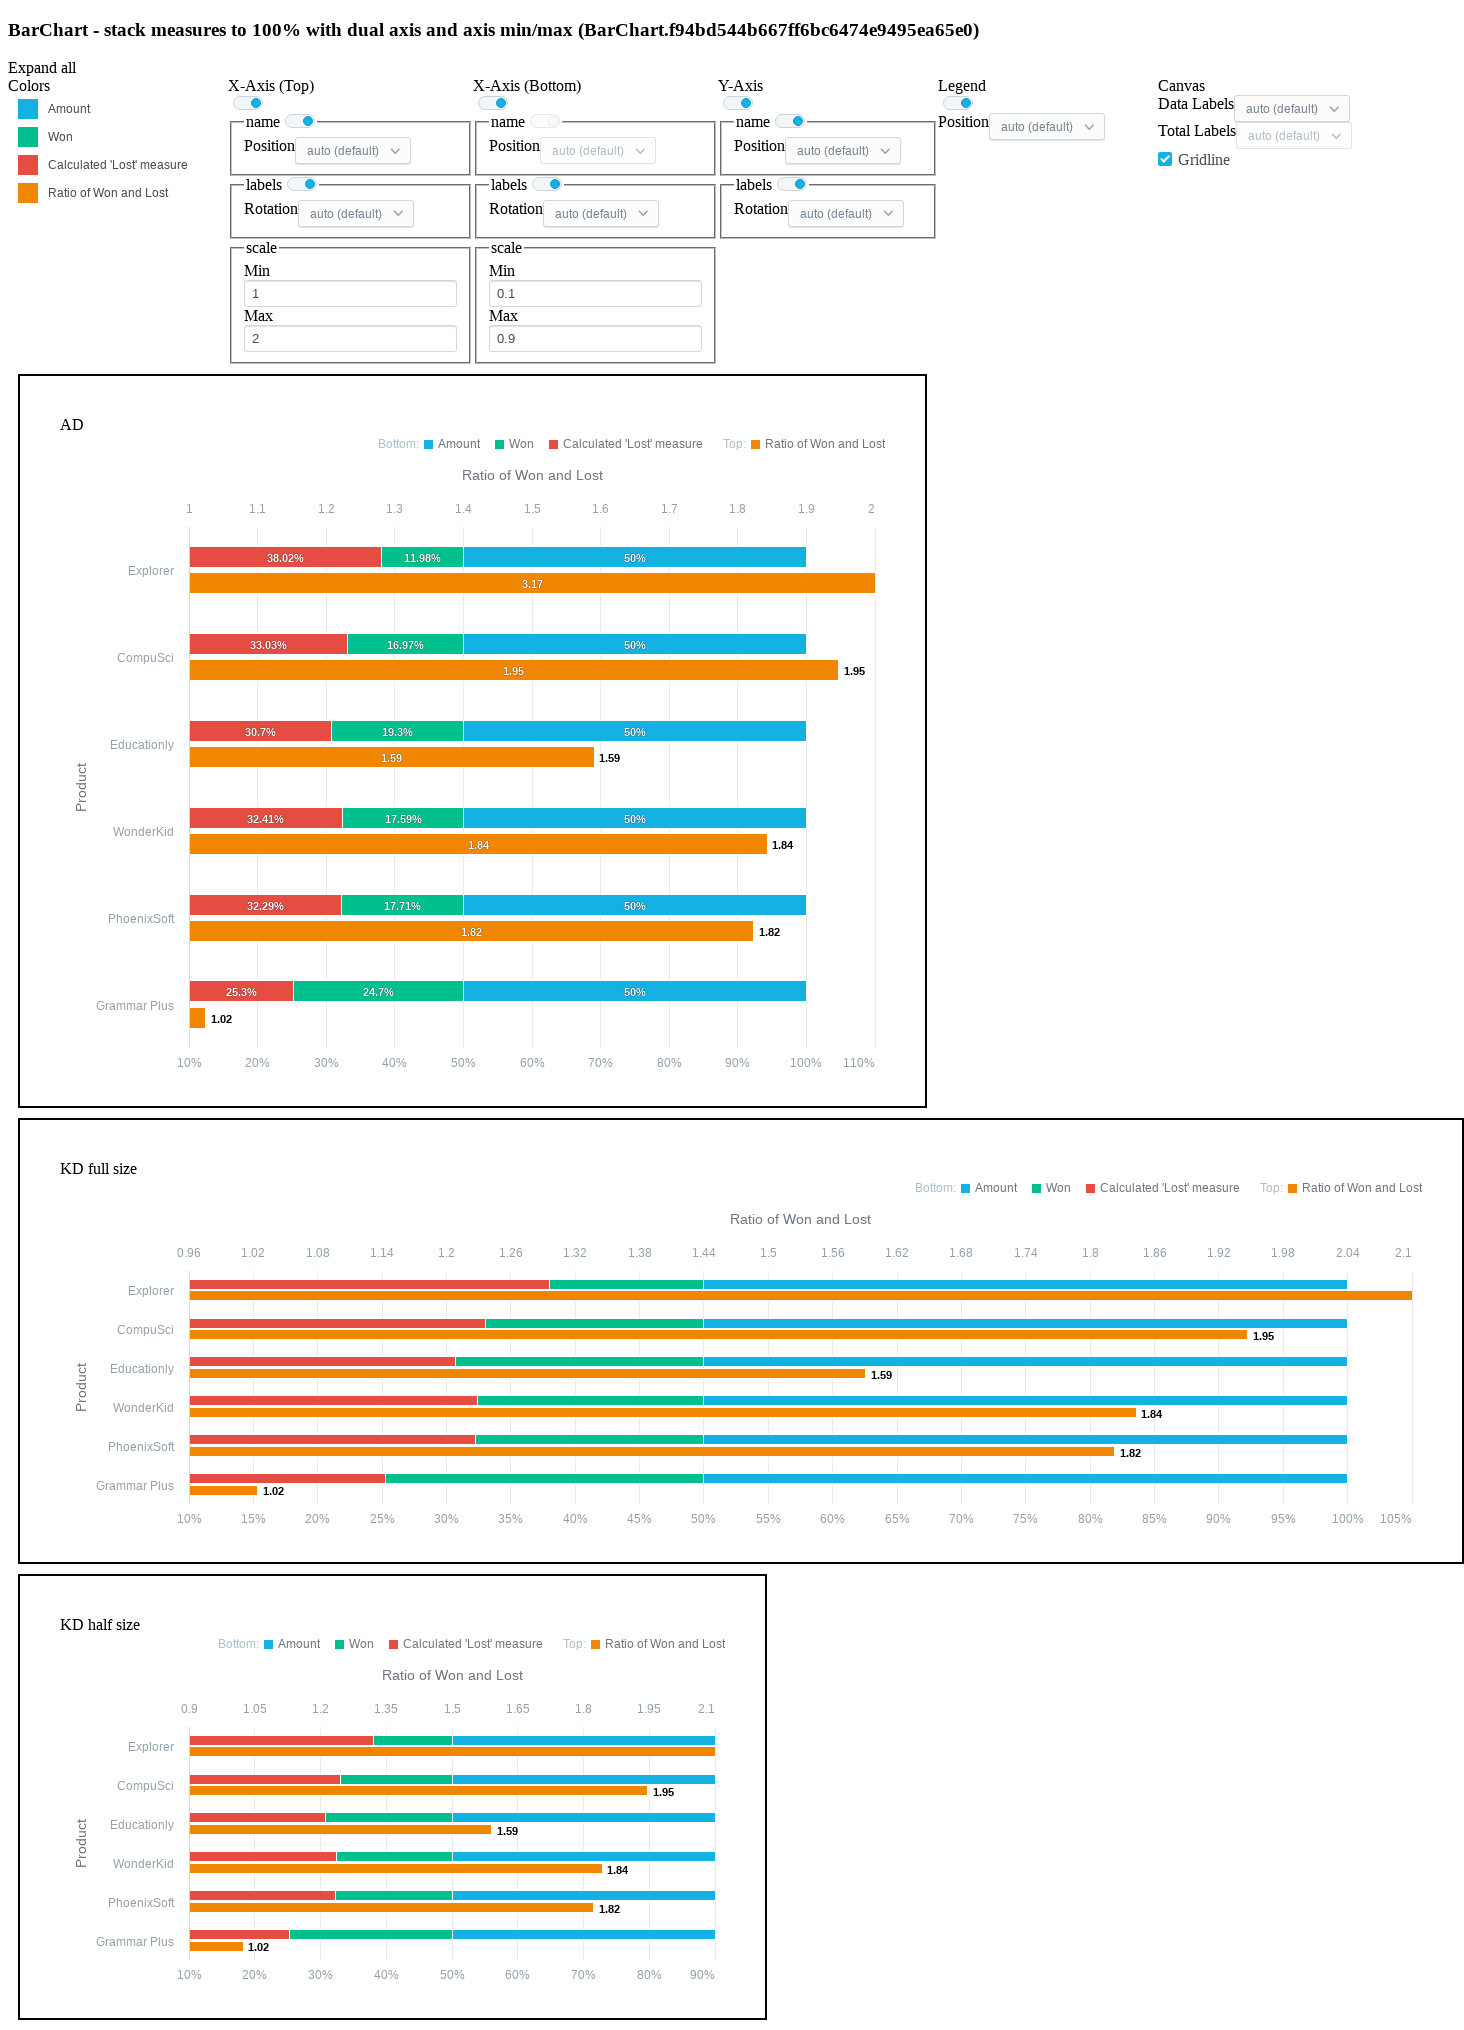 BarChart - stack measures to 100% with dual axis and axis min/max (BarChart.f94bd544b667ff6bc6474e9495ea65e0)
Expand all
Colors
Amount
Won
Calculated 'Lost' measure
Ratio of Won and Lost
X-Axis (Top)
name
Position auto (default)
labels
Rotation auto (default)
scale
Min
1
Max
2
X-Axis (Bottom)
name
Position auto (default)
labels
Rotation auto (default)
scale
Min
0.1
Max
0.9
Y-Axis
name
Position auto (default)
labels
Rotation auto (default)
Legend
Position auto (default)
Canvas
Data Labels auto (default)
Total Labels auto (default)
Gridline
AD
Bottom: Amount Won Calculated 'Lost' measure Top: Ratio of Won and Lost
Ratio of Won and Lost
1 1.1 1.2 1.3 1.4 1.5 1.6 1.7 1.8 1.9 2
Product
Explorer 38.02% 11.98% 50%
3.17
CompuSci 33.03% 16.97% 50%
1.95 1.95
Educationly 30.7% 19.3% 50%
1.59 1.59
WonderKid 32.41% 17.59% 50%
1.84 1.84
PhoenixSoft 32.29% 17.71% 50%
1.82 1.82
Grammar Plus 25.3% 24.7% 50%
1.02
10% 20% 30% 40% 50% 60% 70% 80% 90% 100% 110%
KD full size
Bottom: Amount Won Calculated 'Lost' measure Top: Ratio of Won and Lost
Ratio of Won and Lost
0.96 1.02 1.08 1.14 1.2 1.26 1.32 1.38 1.44 1.5 1.56 1.62 1.68 1.74 1.8 1.86 1.92 1.98 2.04 2.1
Product
Explorer
CompuSci 1.95
Educationly 1.59
WonderKid 1.84
PhoenixSoft 1.82
Grammar Plus 1.02
10% 15% 20% 25% 30% 35% 40% 45% 50% 55% 60% 65% 70% 75% 80% 85% 90% 95% 100% 105%
KD half size
Bottom: Amount Won Calculated 'Lost' measure Top: Ratio of Won and Lost
Ratio of Won and Lost
0.9 1.05 1.2 1.35 1.5 1.65 1.8 1.95 2.1
Product
Explorer
CompuSci 1.95
Educationly 1.59
WonderKid 1.84
PhoenixSoft 1.82
Grammar Plus 1.02
10% 20% 30% 40% 50% 60% 70% 80% 90%